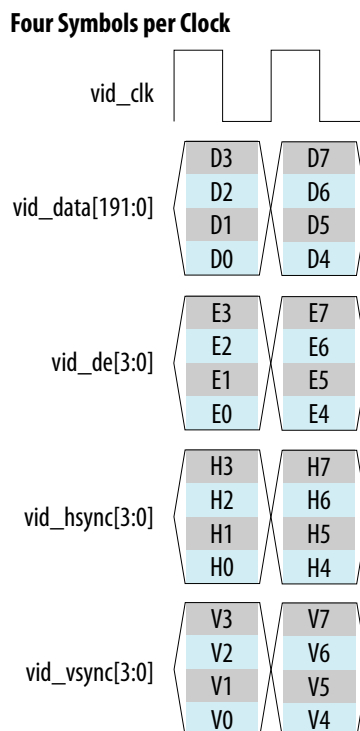 Four Symbols per Clock
vid_clk
D3 D7
D2 D6
vid_data[191:0]
D1 D5
D0 D4
E3 E7
E2 E6
vid_de[3:0]
E1 E5
E0 E4
H3 H7
H2 H6
vid_hsync[3:0]
H1 H5
H0 H4
V3 V7
V2 V6
vid_vsync[3:0]
V1 V5
V0 V4